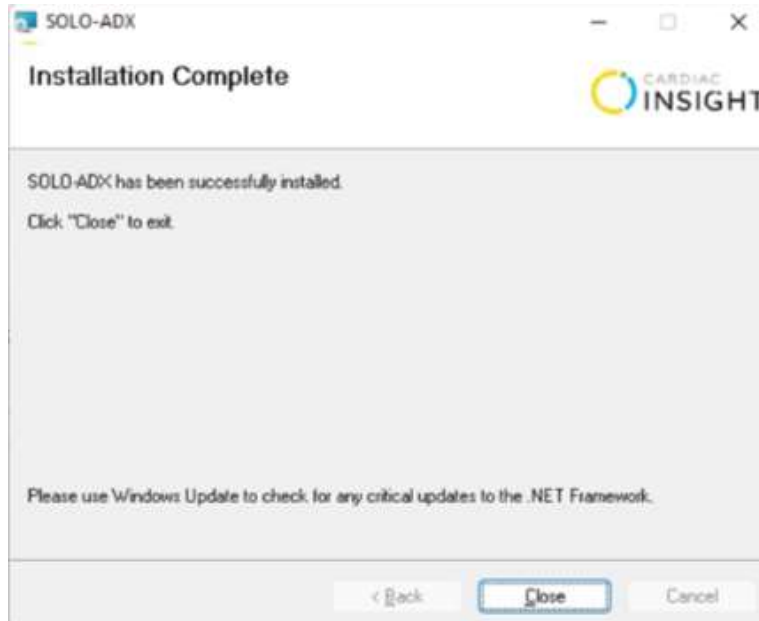 SOLO-ADX
Installation Complete
CARDIAC
INSIGHT
SOLO-ADX has been successfully installed.
Click "Close" to exit.
Please use Windows Update to check for any critical updates to the .NET Framework.
< Back
Close
Cancel